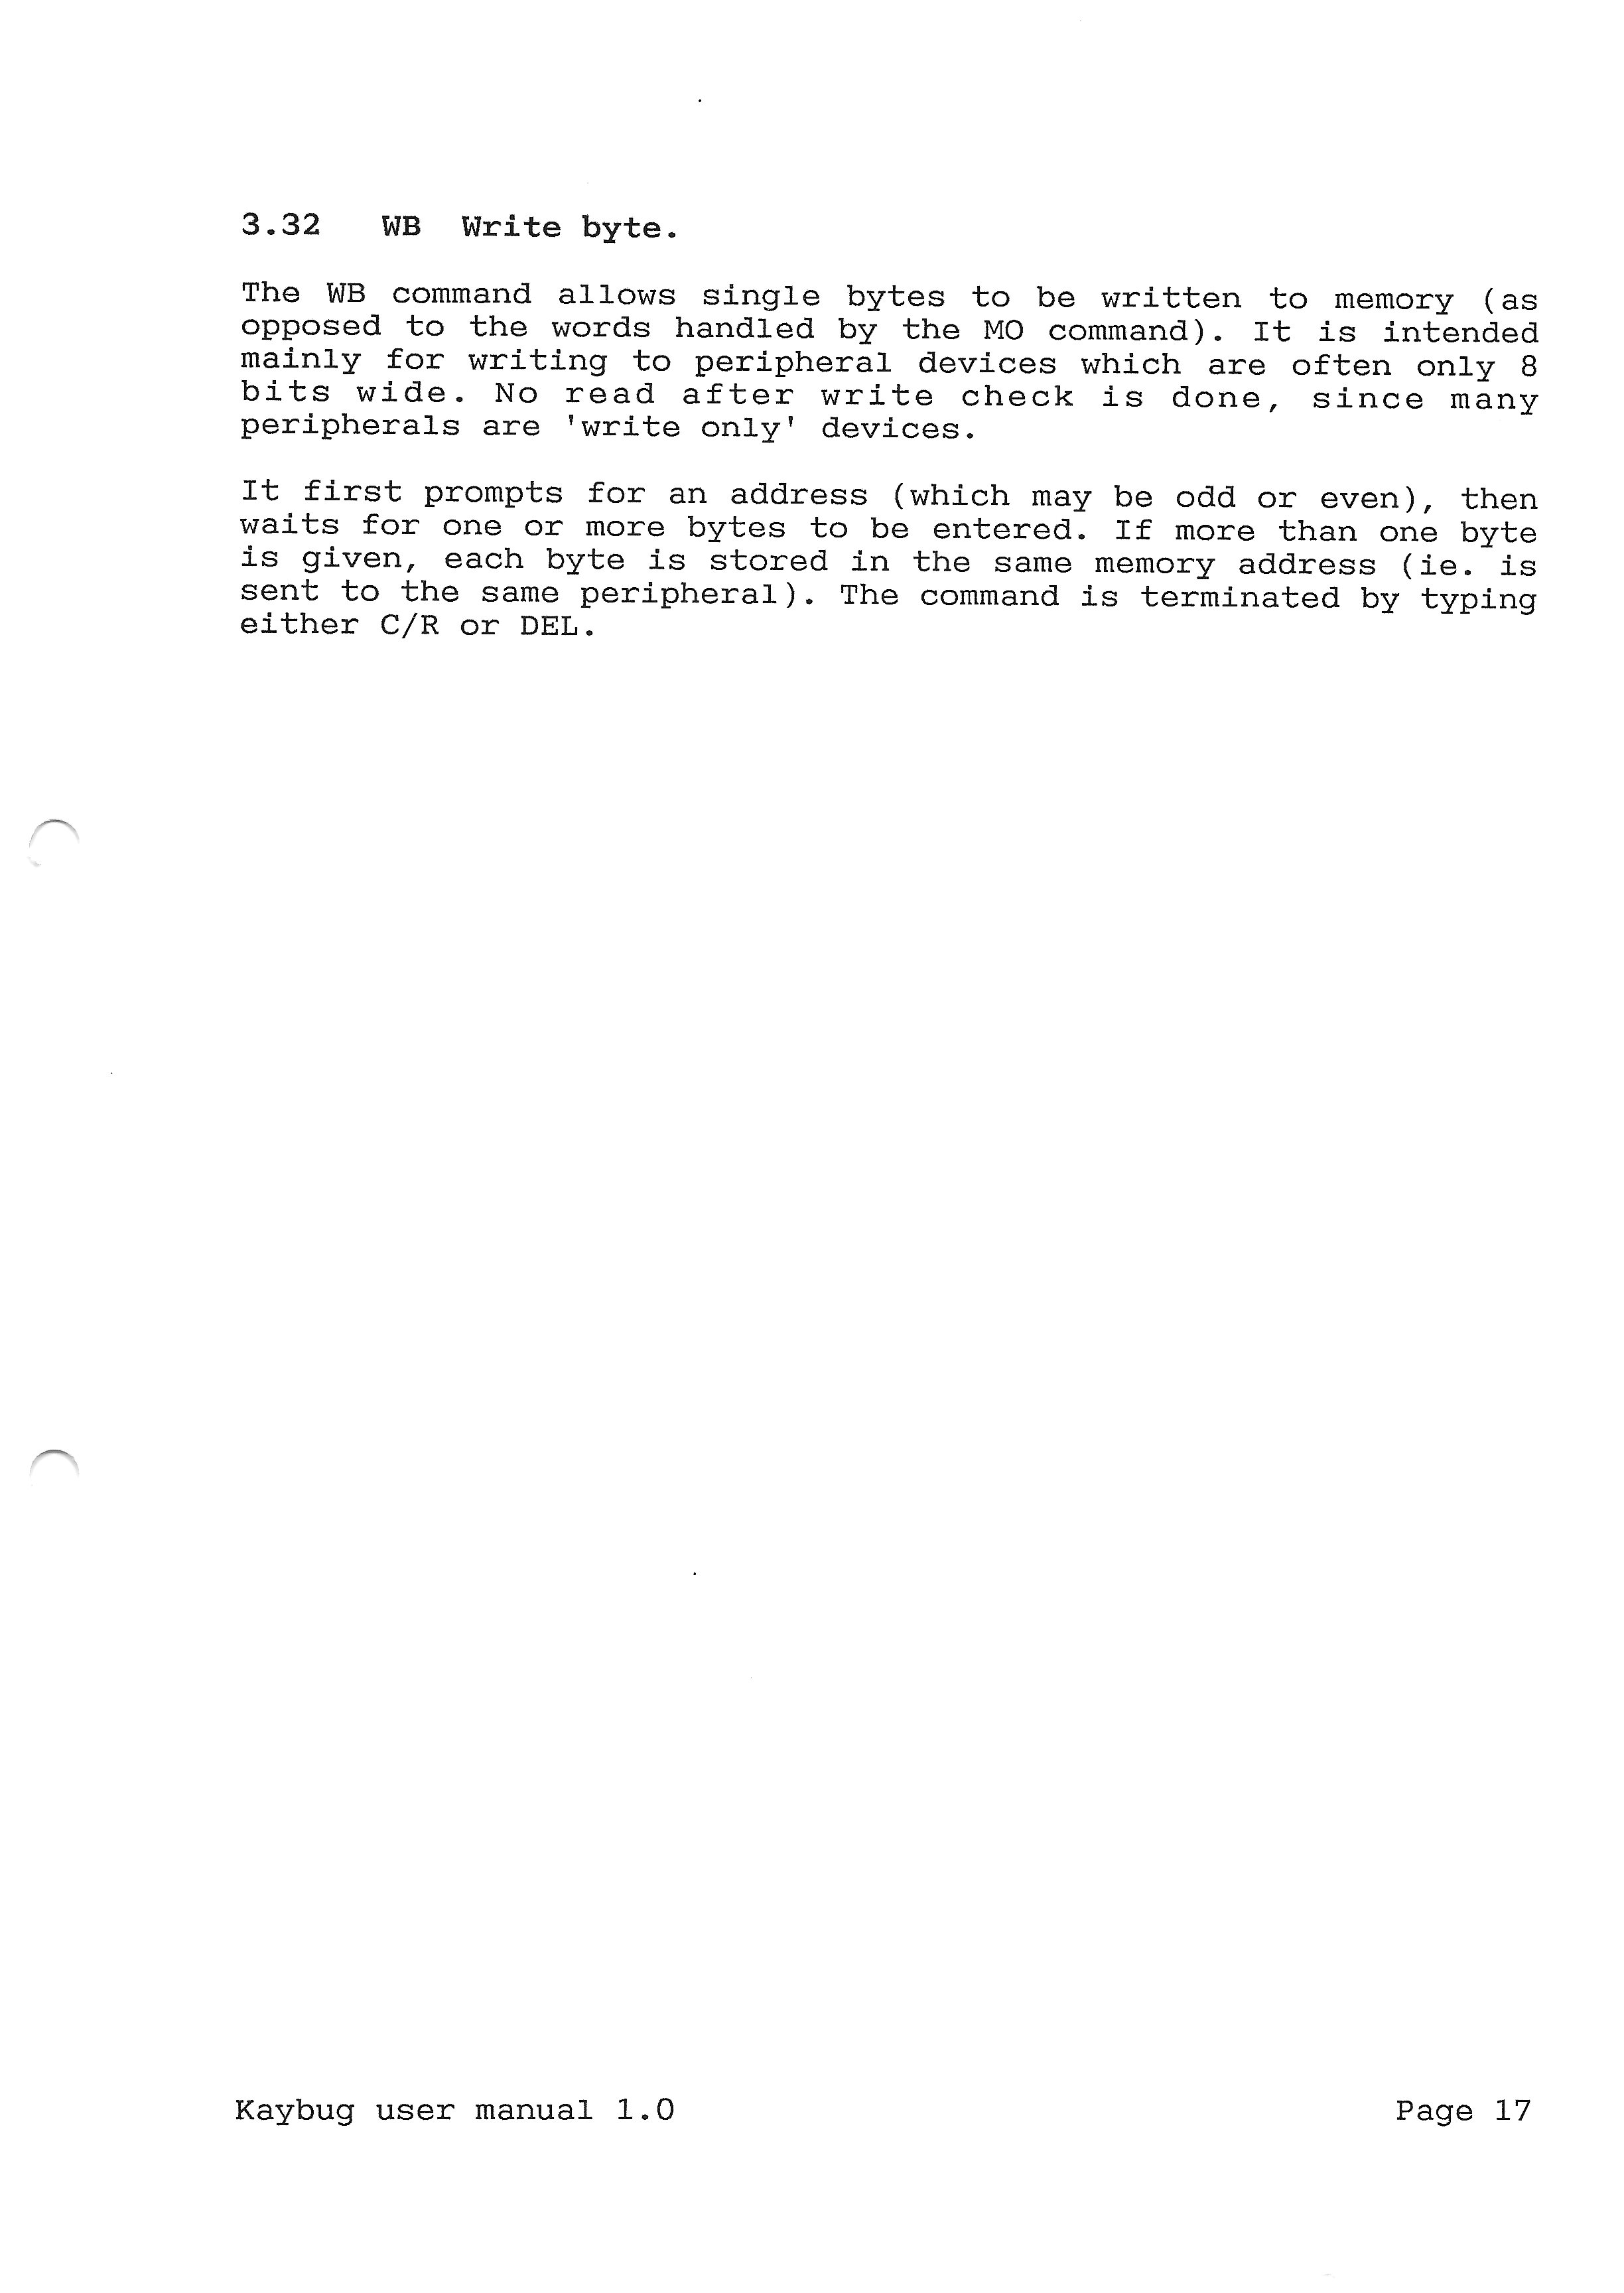 3.32 WB Write byte.
The WB command allows single bytes to be written to memory (as
opposed to the words handled by the MO command). It is intended
mainly for writing to peripheral devices which are often only 8
bits wide. No read after write check is done, since many
peripherals are 'write only' devices.
It first prompts for an address (which may be odd or even), then
waits for one or more bytes to be entered. If more than one byte
is given, each byte is stored in the same memory address (ie. is
sent to the same peripheral). The command is terminated by typing
either C/R or DEL.
Kaybug user manual 1.0 Page 17